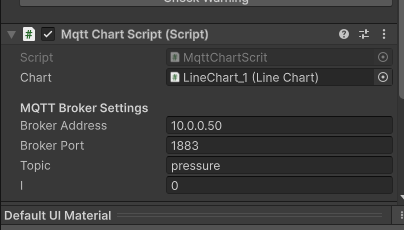 Check Warning
# Mqtt Chart Script (Script)
Script # MqttChartScrit
Chart # LineChart_1 (Line Chart)
MQTT Broker Settings
Broker Address 10.0.0.50
Broker Port 1883
Topic pressure
I 0
Default UI Material